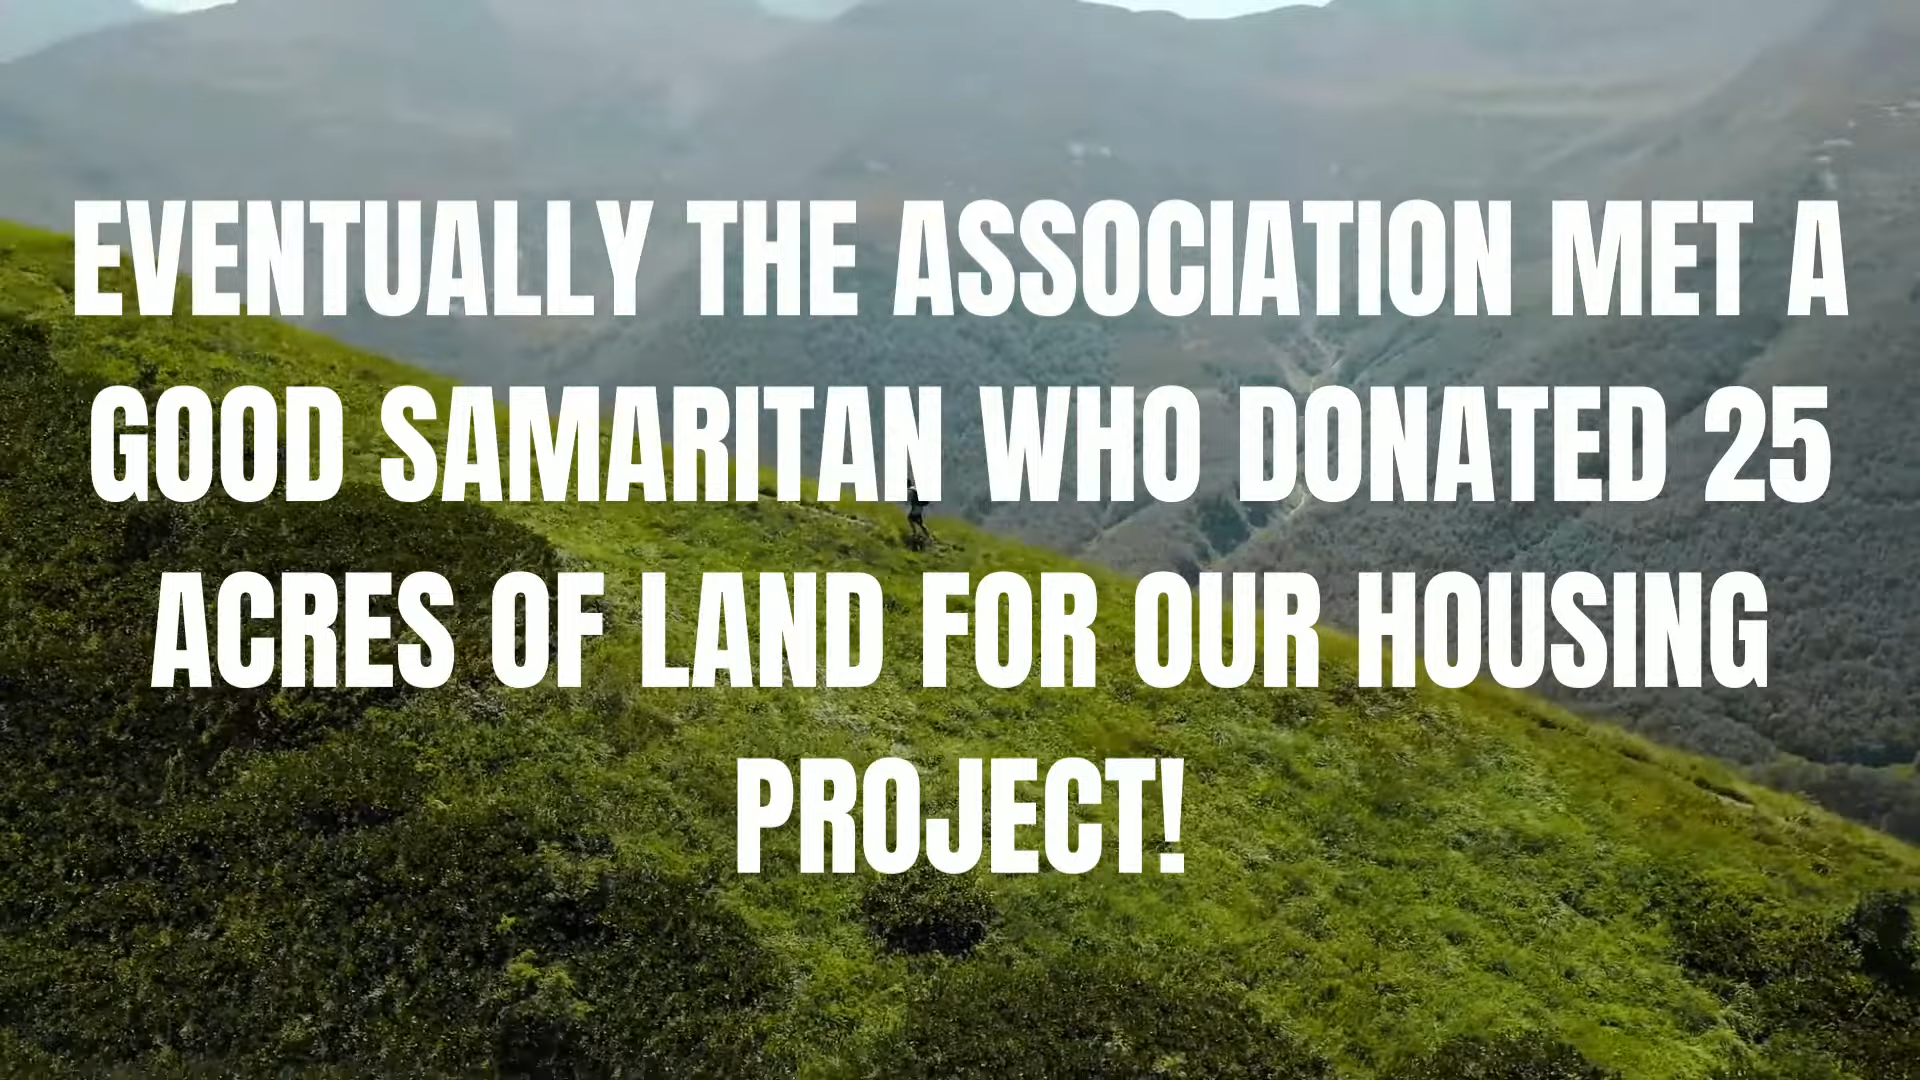 EVENTUALLY THE ASSOCIATION MET A
GOOD SAMARITAN WHO DONATED 25
ACRES OF LAND FOR OUR HOUSING
PROJECT!